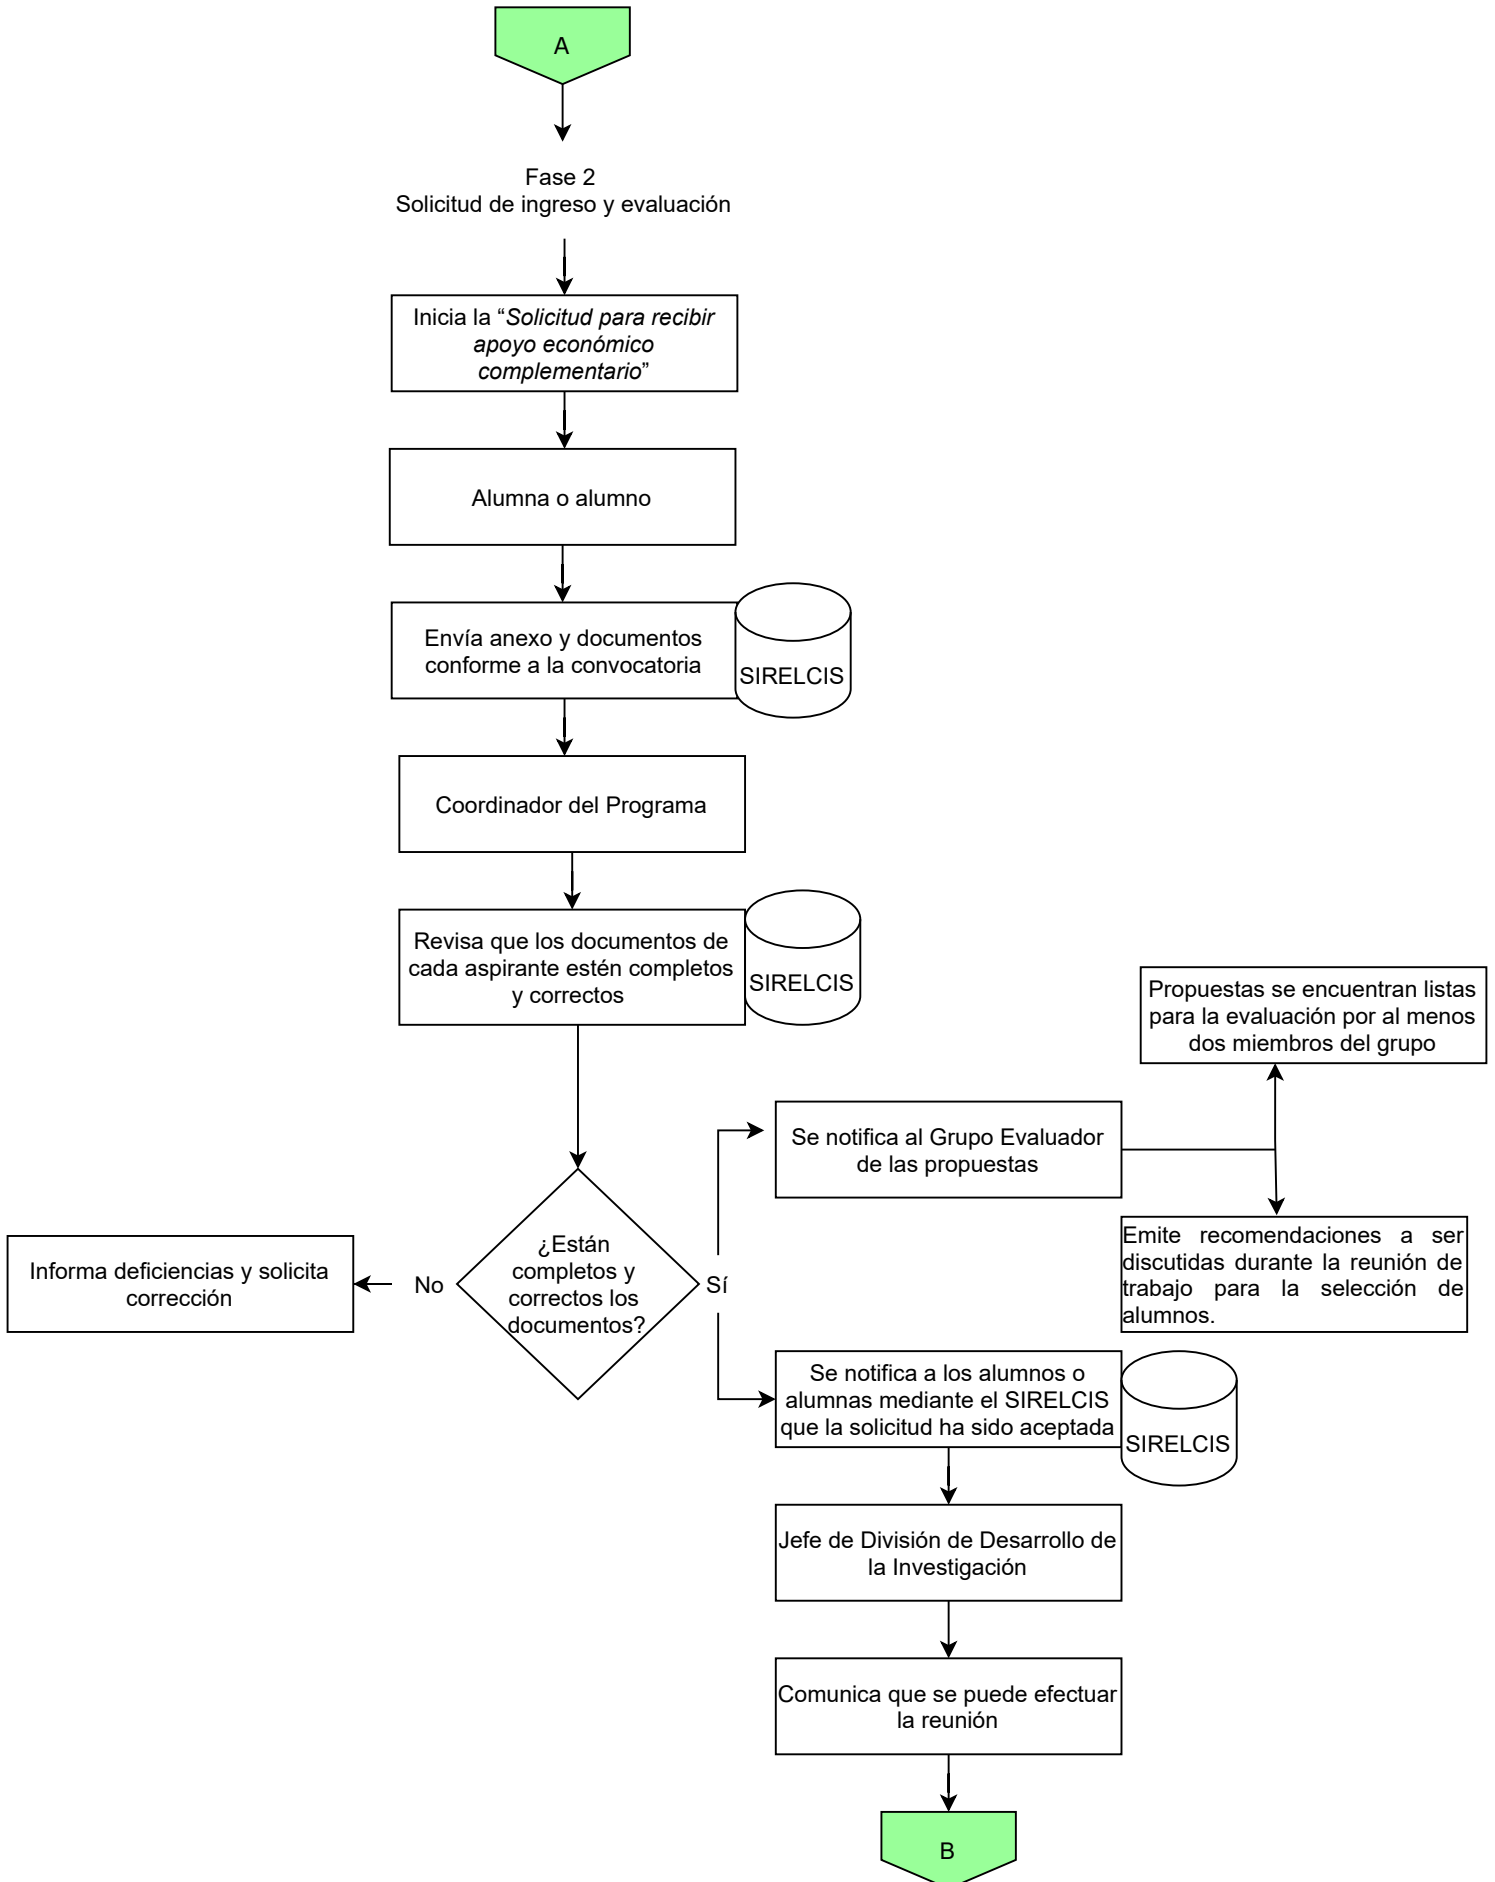 A
Fase 2
Solicitud de ingreso y evaluación
Inicia la “Solicitud para recibir
apoyo económico
complementario”
Alumna o alumno
Envía anexo y documentos
conforme a la convocatoria
SIRELCIS
Coordinador del Programa
Revisa que los documentos de
cada aspirante estén completos
y correctos
SIRELCIS
Propuestas se encuentran listas
para la evaluación por al menos
dos miembros del grupo
Se notifica al Grupo Evaluador
de las propuestas
Emite recomendaciones a ser
discutidas durante la reunión de
trabajo para la selección de
alumnos.
Informa deficiencias y solicita
corrección
No
¿Están
completos y
correctos los
documentos?
Sí
Se notifica a los alumnos o
alumnas mediante el SIRELCIS
que la solicitud ha sido aceptada
SIRELCIS
Jefe de División de Desarrollo de
la Investigación
Comunica que se puede efectuar
la reunión
B